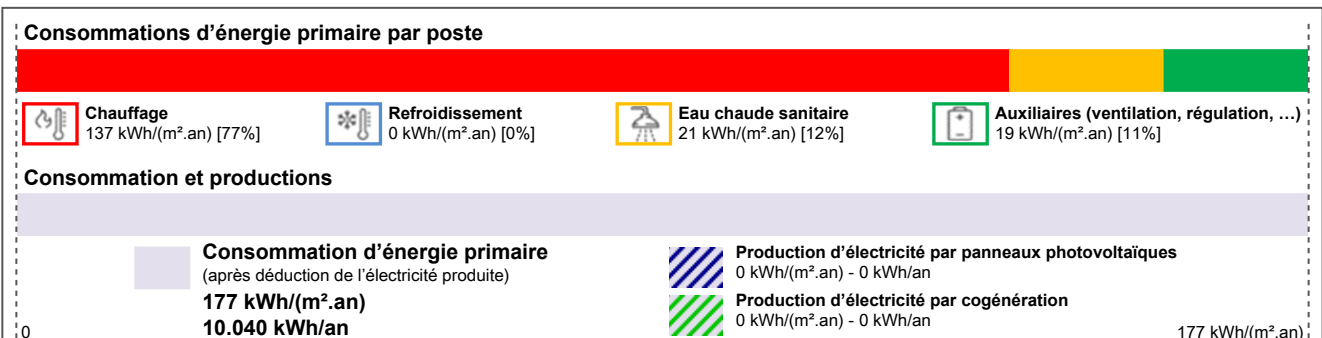 Consommations d’énergie primaire par poste
Chauffage
137 kWh/(m².an) [77%]
Refroidissement
0 kWh/(m².an) [0%]
Eau chaude sanitaire
21 kWh/(m².an) [12%]
Auxiliaires (ventilation, régulation, …)
19 kWh/(m².an) [11%]
Consommation et productions
Consommation d’énergie primaire
(après déduction de l’électricité produite)
177 kWh/(m².an)
10.040 kWh/an
Production d’électricité par panneaux photovoltaïques
0 kWh/(m².an) - 0 kWh/an
Production d’électricité par cogénération
0 kWh/(m².an) - 0 kWh/an
0
177 kWh/(m².an)